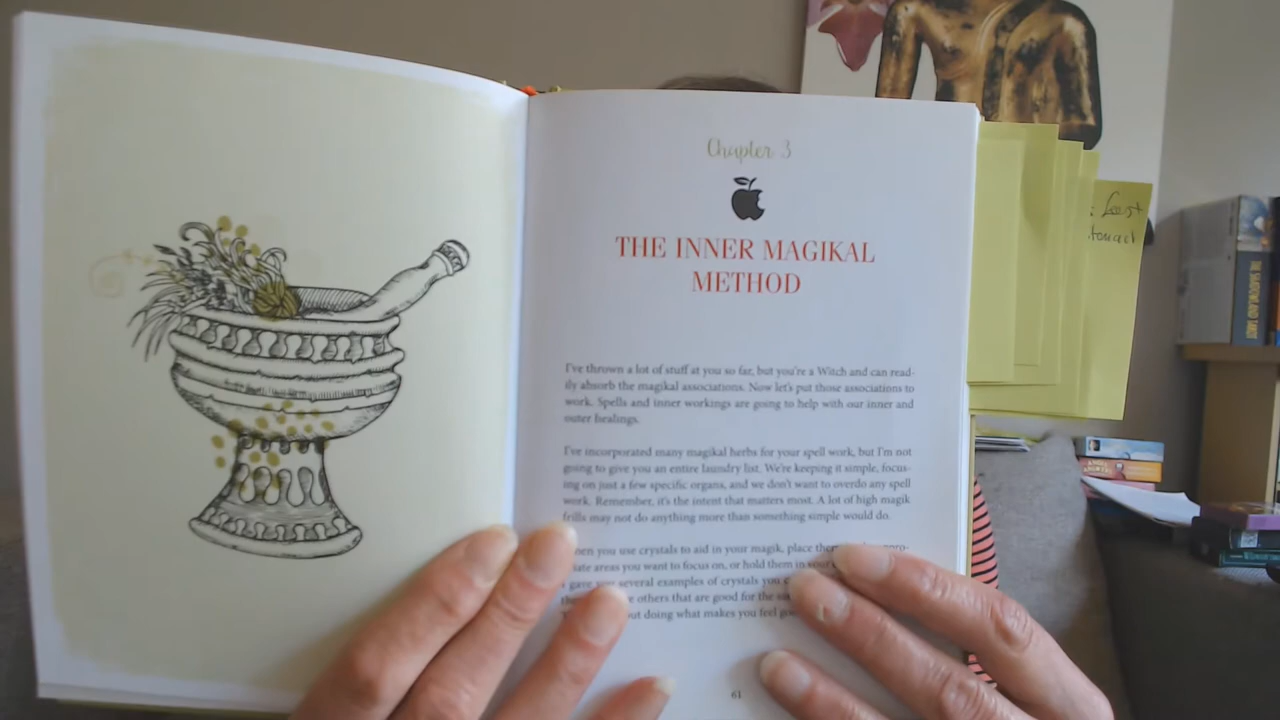 Chapter 3
THE INNER MAGIKAL
METHOD
I've thrown a lot of stuff at you so far, but you're a Witch and can read-
ily absorb the magikal associations. Now let's put those associations to
work. Spells and inner workings are going to help with our inner and
outer healings.
I've incorporated many magikal herbs for your spell work, but I'm not
going to give you an entire laundry list. We're keeping it simple, focus-
ing on just a few specific organs, and we don't want to overdo any spell
work. Remember, it's the intent that matters most. A lot of high magik
frills may not do anything more than something simple would do.
en you use crystals to aid in your magik, place
ate areas you want to focus on, or hold them in
I gave you several examples of crystals you
others that are good for the
out doing what makes you feel
61